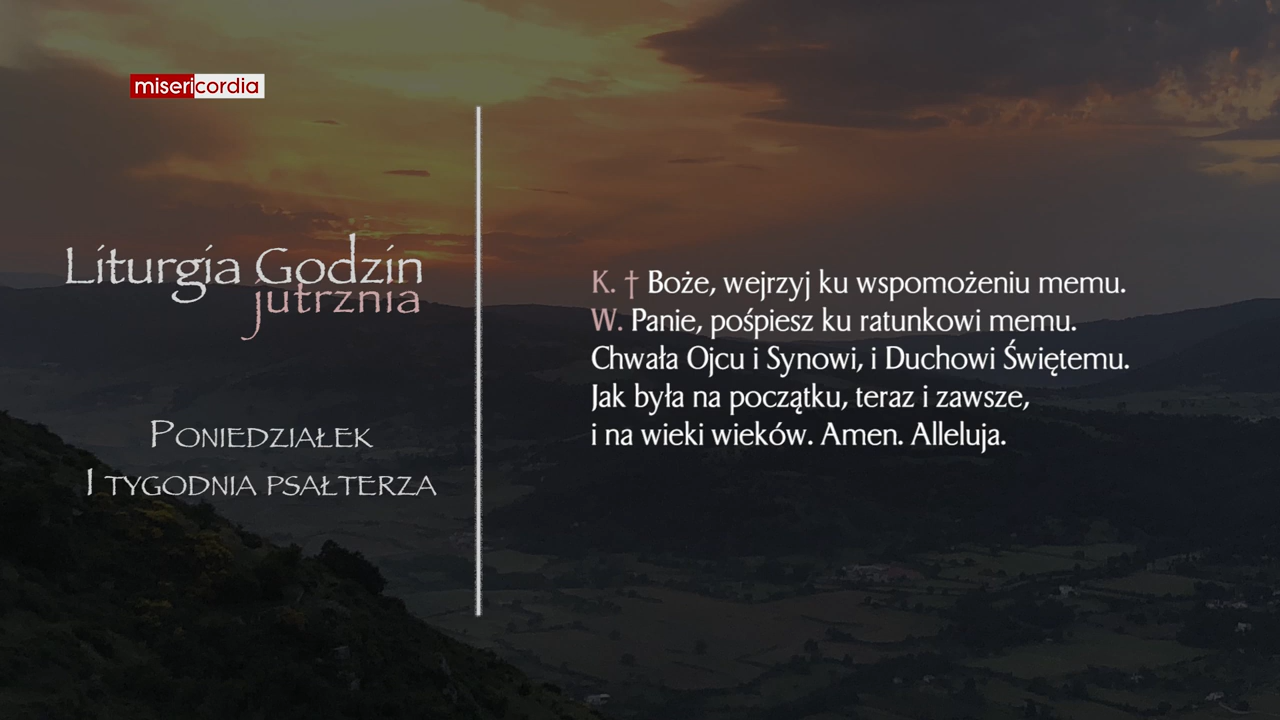 misericordia
Liturgia Godzin
jutrznia
Poniedziałek
I tygodnia psałterza
K. † Boże, wejrzyj ku wspomożeniu memu.
W. Panie, pośpiesz ku ratunkowi memu.
Chwała Ojcu i Synowi, i Duchowi Świętemu.
Jak była na początku, teraz i zawsze,
i na wieki wieków. Amen. Alleluja.